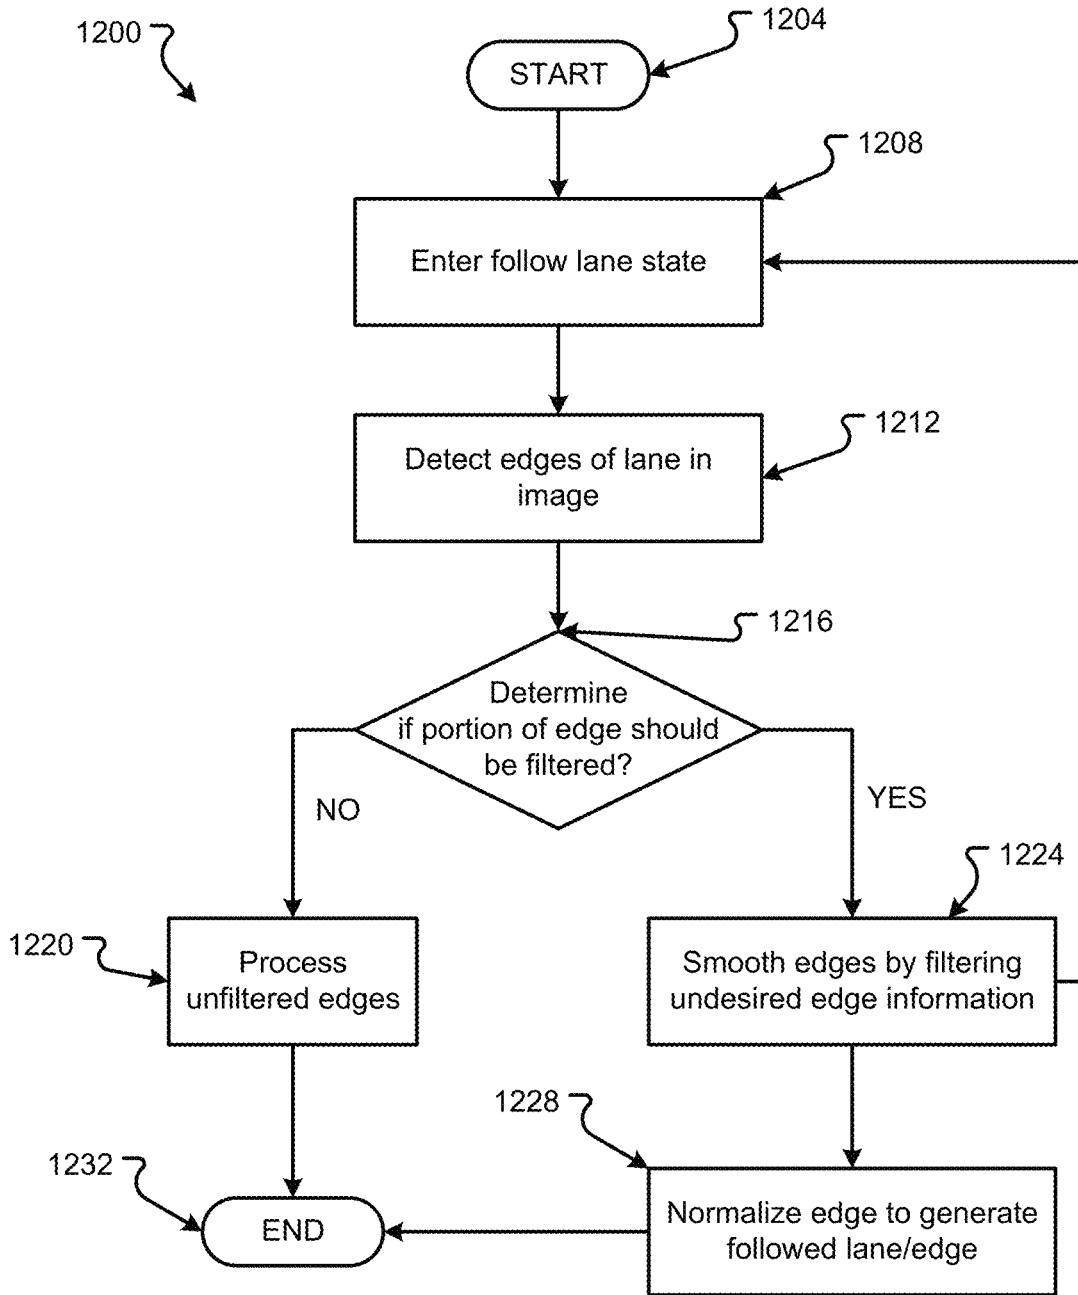 1200
START
1204
1208
Enter follow lane state
1212
Detect edges of lane in
image
1216
Determine
if portion of edge should
be filtered?
NO
YES
1224
1220
Process
unfiltered edges
Smooth edges by filtering
undesired edge information
1228
1232
END
Normalize edge to generate
followed lane/edge